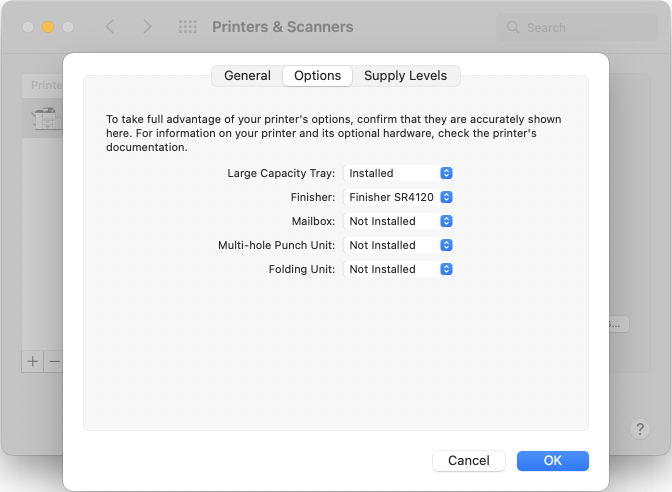 Printers & Scanners
Search
Printe
General
Options
Supply Levels
To take full advantage of your printer's options, confirm that they are accurately shown
here. For information on your printer and its optional hardware, check the printer's
documentation.
Large Capacity Tray: Installed
Finisher: Finisher SR4120
Mailbox: Not Installed
Multi-hole Punch Unit: Not Installed
Folding Unit: Not Installed
s...
+ −
?
Cancel
OK